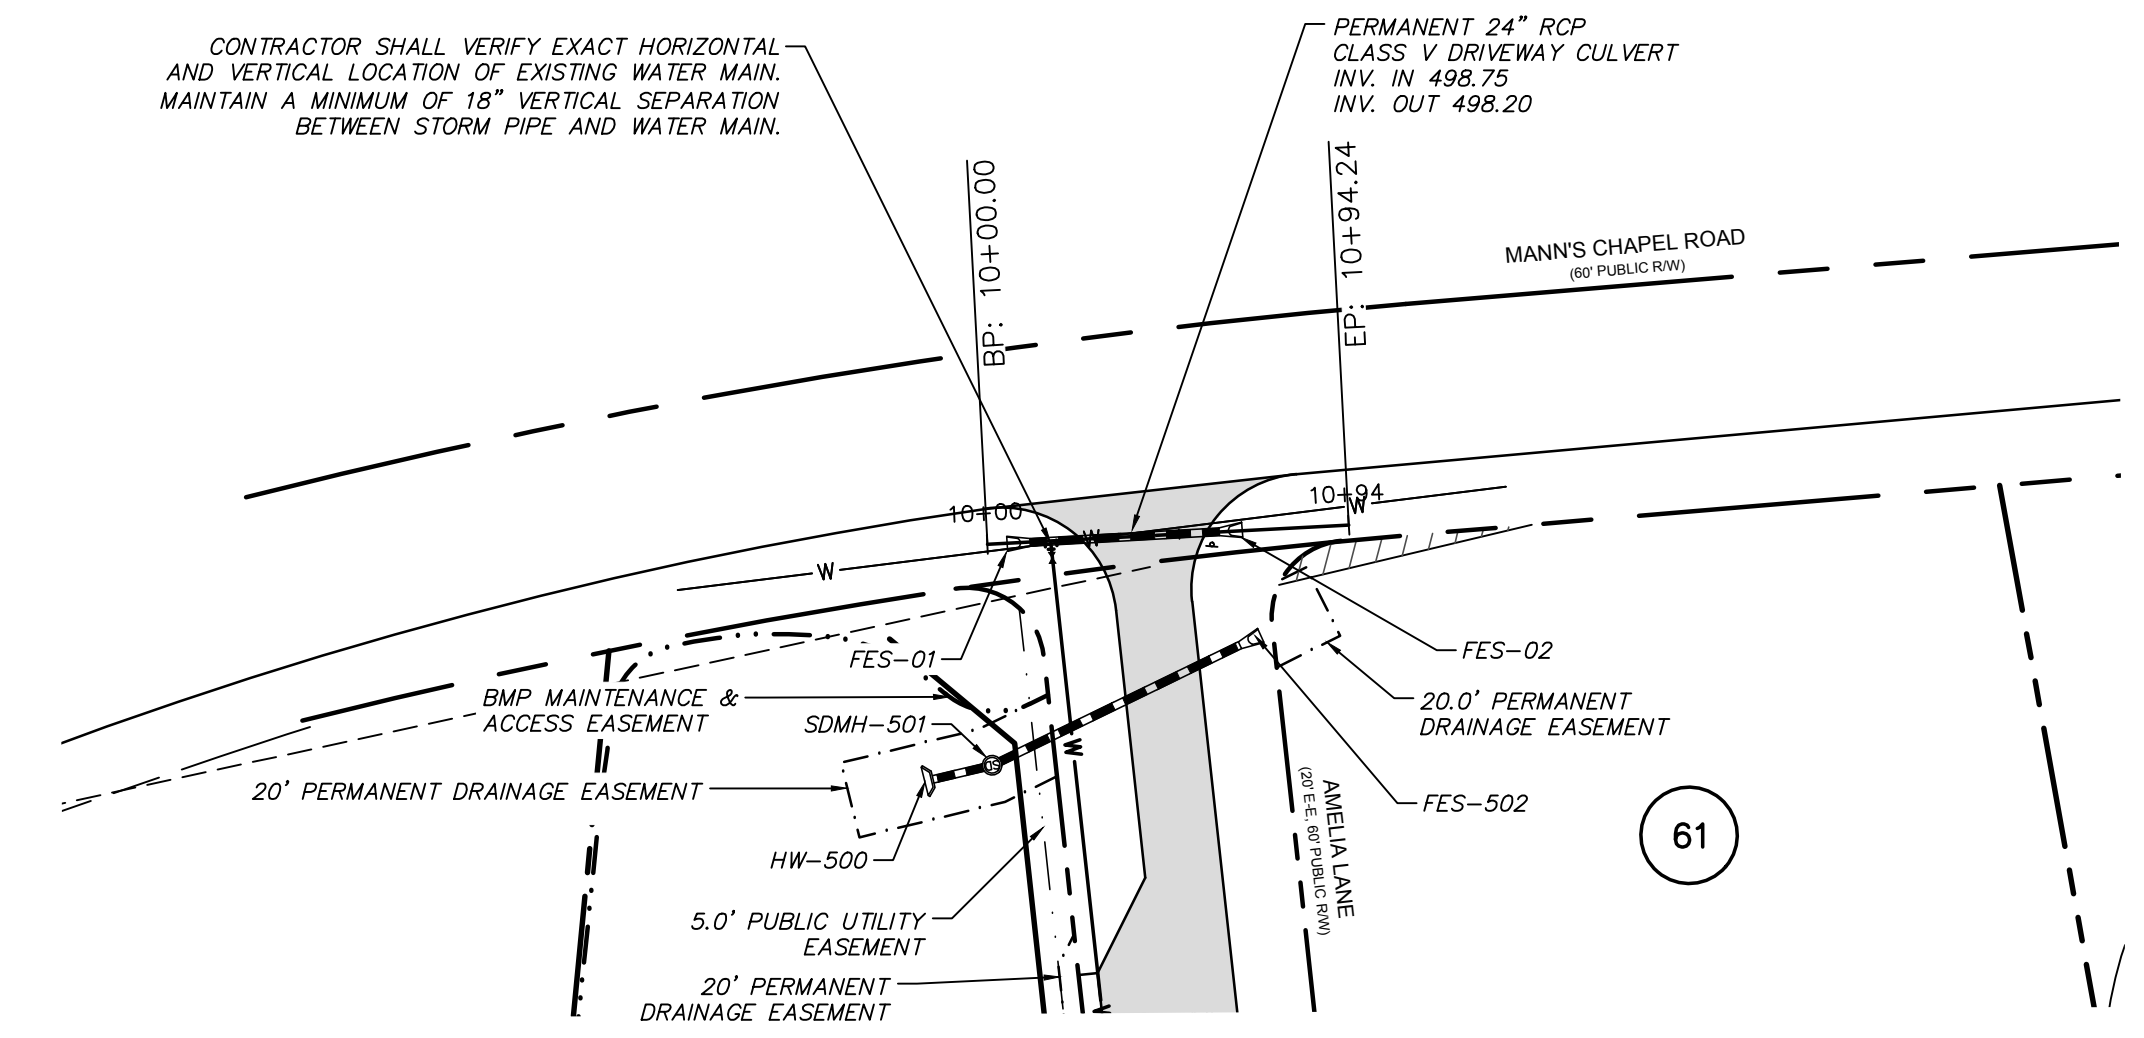 CONTRACTOR SHALL VERIFY EXACT HORIZONTAL
AND VERTICAL LOCATION OF EXISTING WATER MAIN.
MAINTAIN A MINIMUM OF 18" VERTICAL SEPARATION
BETWEEN STORM PIPE AND WATER MAIN.
PERMANENT 24" RCP
CLASS V DRIVEWAY CULVERT
INV. IN 498.75
INV. OUT 498.20
BP: 10+00.00
EP: 10+94.24
MANN'S CHAPEL ROAD
(60' PUBLIC R/W)
10+00
10+94
W
W
W
FES-01
FES-02
BMP MAINTENANCE &
ACCESS EASEMENT
SDMH-501
SD
W
20.0' PERMANENT
DRAINAGE EASEMENT
20' PERMANENT DRAINAGE EASEMENT
FES-502
HW-500
AMELIA LANE
(20' E-E, 60' PUBLIC R/W)
61
5.0' PUBLIC UTILITY
EASEMENT
20' PERMANENT
DRAINAGE EASEMENT